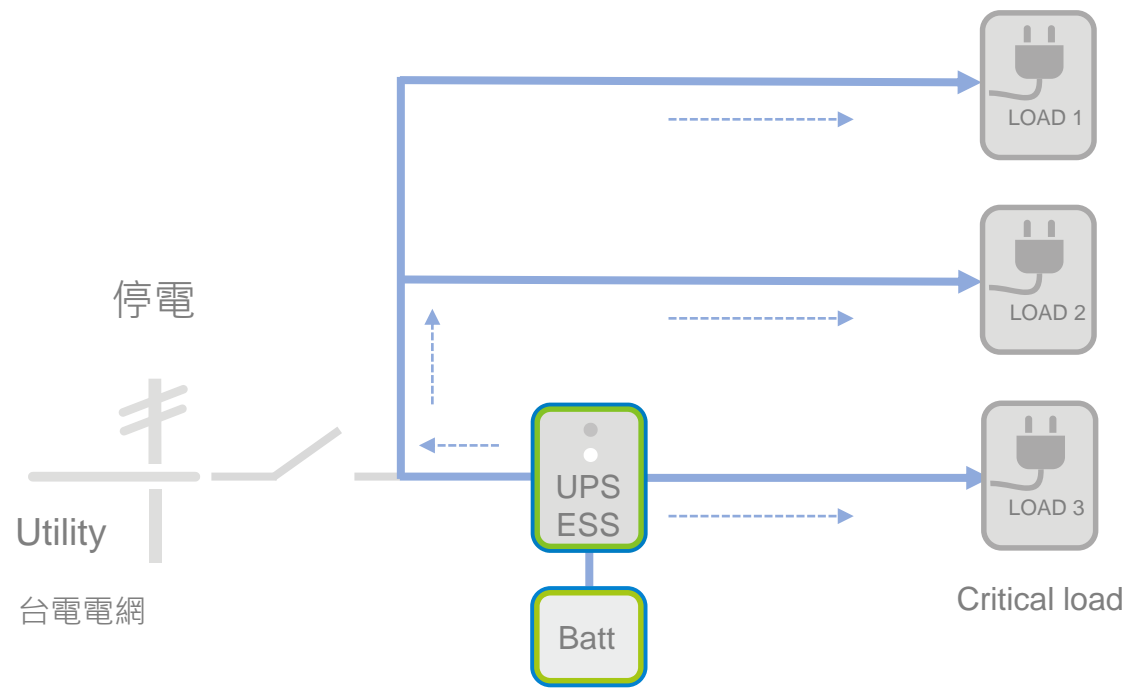 LOAD 1
LOAD 2
停電
UPS
ESS
LOAD 3
Utility
台電電網
Batt
Critical load